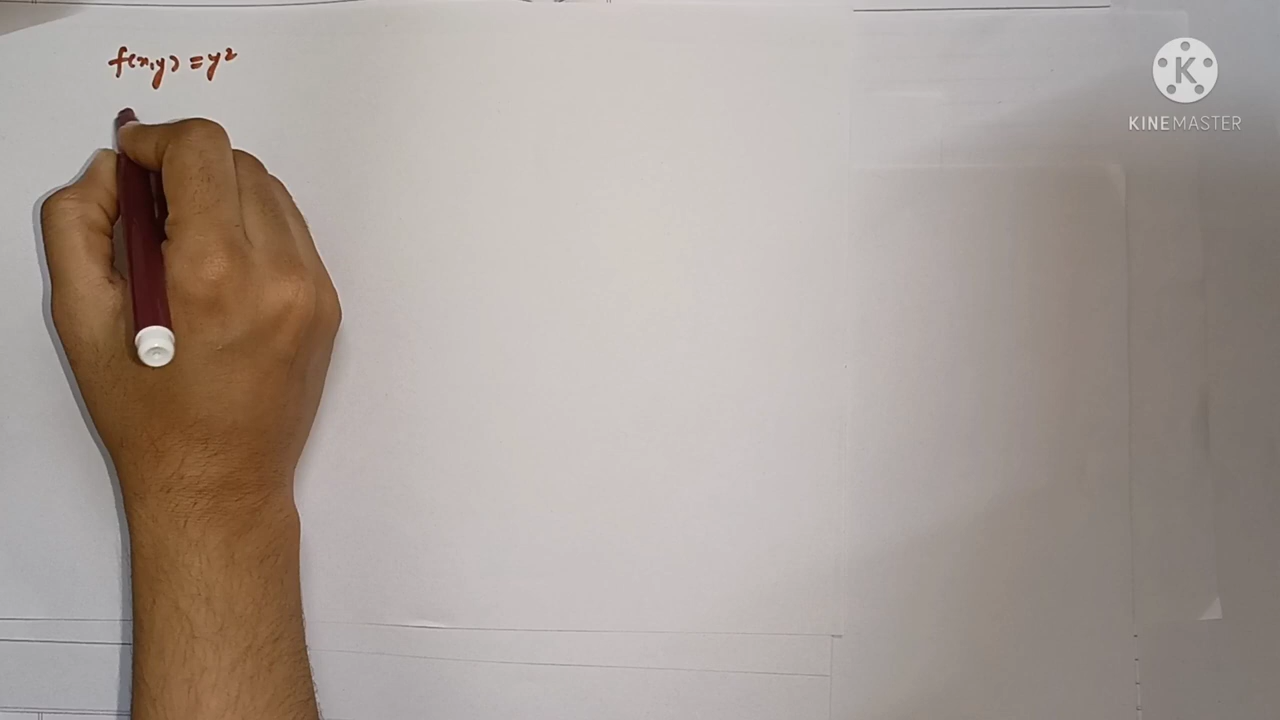 f(x,y) = y²
K
KINEMASTER